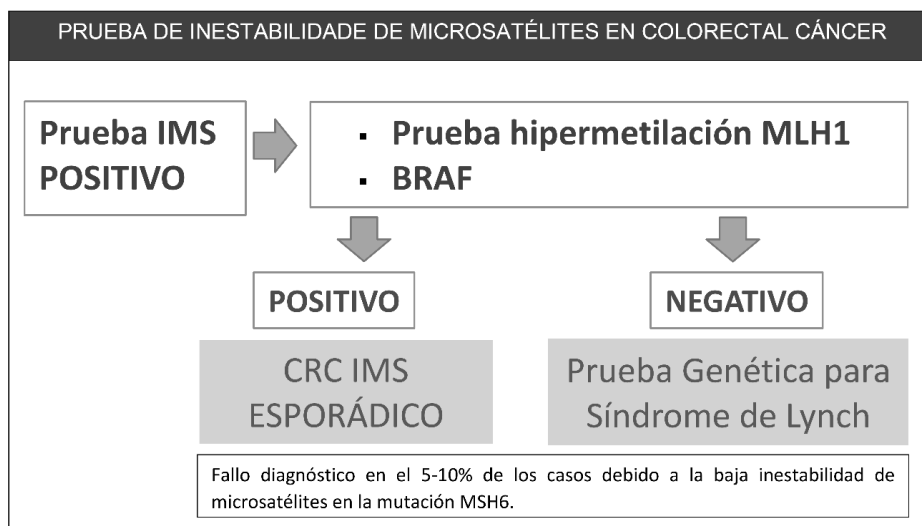 PRUEBA DE INESTABILIDADE DE MICROSATÉLITES EN COLORECTAL CÁNCER
Prueba IMS
POSITIVO
▪ Prueba hipermetilación MLH1
▪ BRAF
POSITIVO
NEGATIVO
CRC IMS
ESPORÁDICO
Prueba Genética para
Síndrome de Lynch
Fallo diagnóstico en el 5-10% de los casos debido a la baja inestabilidad de
microsatélites en la mutación MSH6.